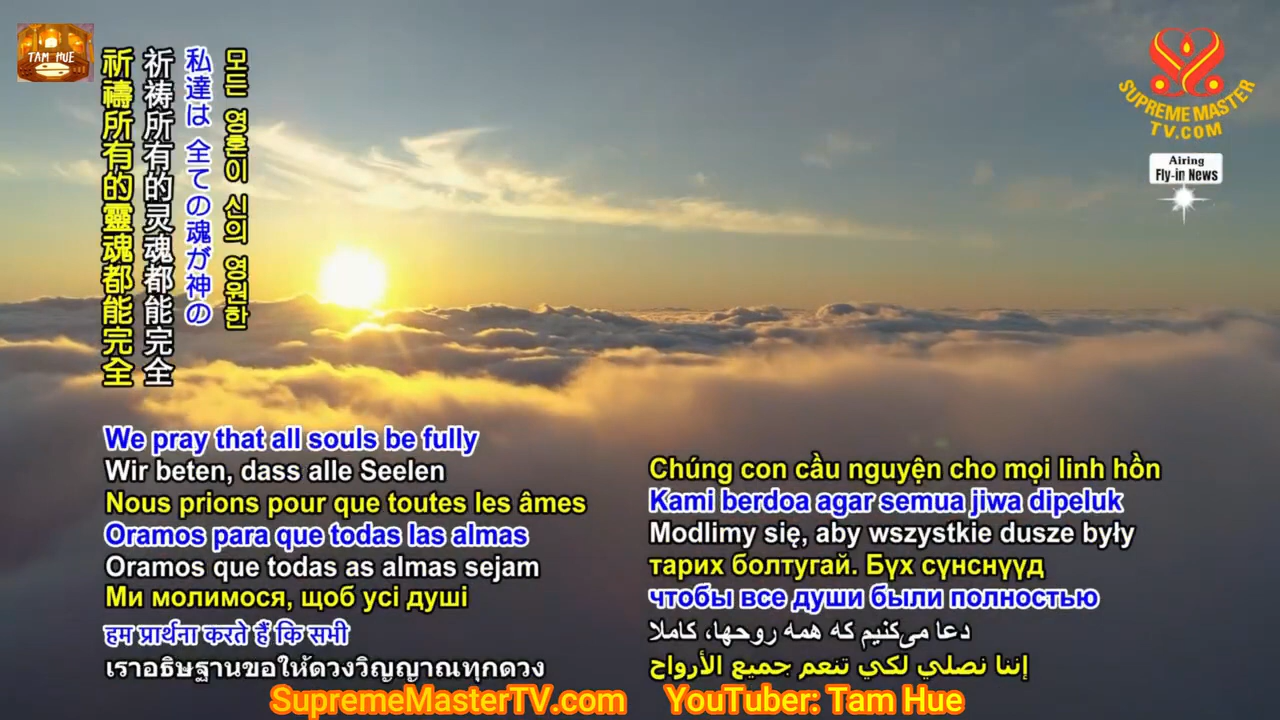 TAM HUE
祈禱所有的靈魂都能完全
祈祷所有的灵魂都能完全
私達は 全ての魂が神の
모든 영혼이 신의 영원한
SUPREME MASTER
TV.COM
Airing
Fly-in News
We pray that all souls be fully
Wir beten, dass alle Seelen
Nous prions pour que toutes les âmes
Oramos para que todas las almas
Oramos que todas as almas sejam
Ми молимося, щоб усі душі
हम प्रार्थना करते हैं कि सभी
เราอธิษฐานขอให้ดวงวิญญาณทุกดวง
Chúng con cầu nguyện cho mọi linh hồn
Kami berdoa agar semua jiwa dipeluk
Modlimy się, aby wszystkie dusze były
тарих болтугай. Бүх сүнснүүд
чтобы все души были полностью
دعا می‌کنیم که همه روحها، کاملا
إننا نصلي لكي تنعم جميع الأرواح
SupremeMasterTV.com YouTuber: Tam Hue